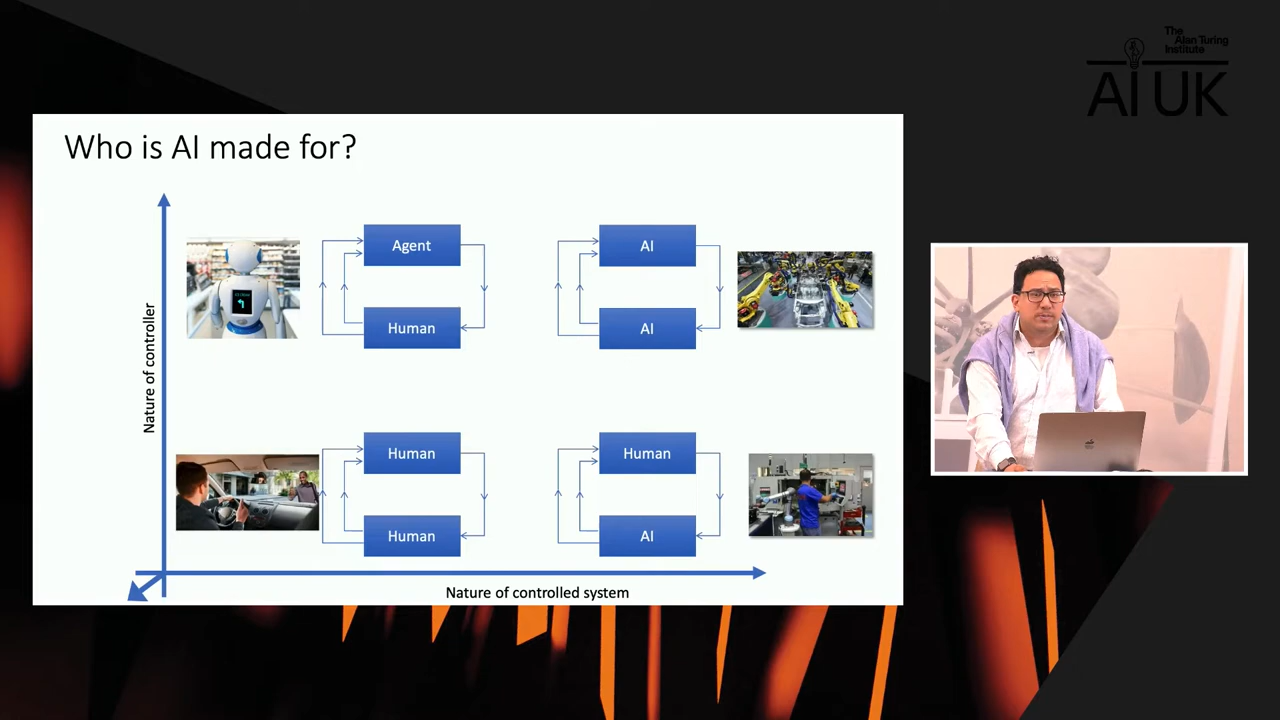 The
Alan Turing
Institute
AI UK
Who is AI made for?
Agent
AI
Human
AI
Nature of controller
Human
Human
Human
AI
Nature of controlled system